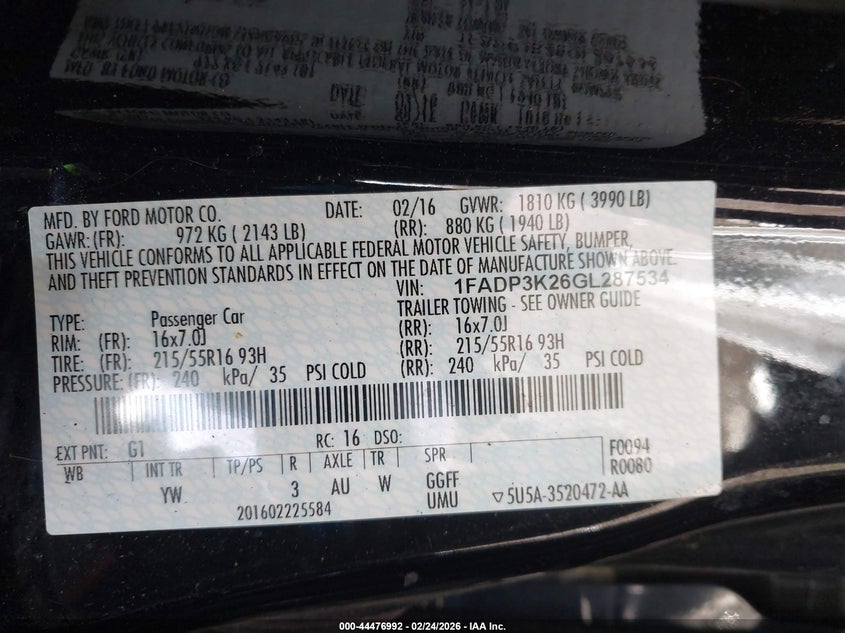 MFD. BY FORD MOTOR CO. DATE: 02/16 GVWR: 1810 KG ( 3990 LB)
GAWR: (FR): 972 KG ( 2143 LB) (RR): 880 KG ( 1940 LB)
THIS VEHICLE CONFORMS TO ALL APPLICABLE FEDERAL MOTOR VEHICLE SAFETY, BUMPER,
AND THEFT PREVENTION STANDARDS IN EFFECT ON THE DATE OF MANUFACTURE SHOWN ABOVE.
VIN: 1FADP3K26GL287534
TRAILER TOWING - SEE OWNER GUIDE
TYPE: Passenger Car
RIM: (FR): 16x7.0J (RR): 16x7.0J
TIRE: (FR): 215/55R16 93H (RR): 215/55R16 93H
PRESSURE: (FR): 240 kPa/ 35 PSI COLD (RR): 240 kPa/ 35 PSI COLD
EXT PNT: G1 RC: 16 DSO: F0094
WB INT TR TP/PS R AXLE TR SPR R0080
YW 3 AU W GGFF
UMU
201602225584 5U5A-3520472-AA
000-44476992 - 02/24/2026 - IAA Inc.